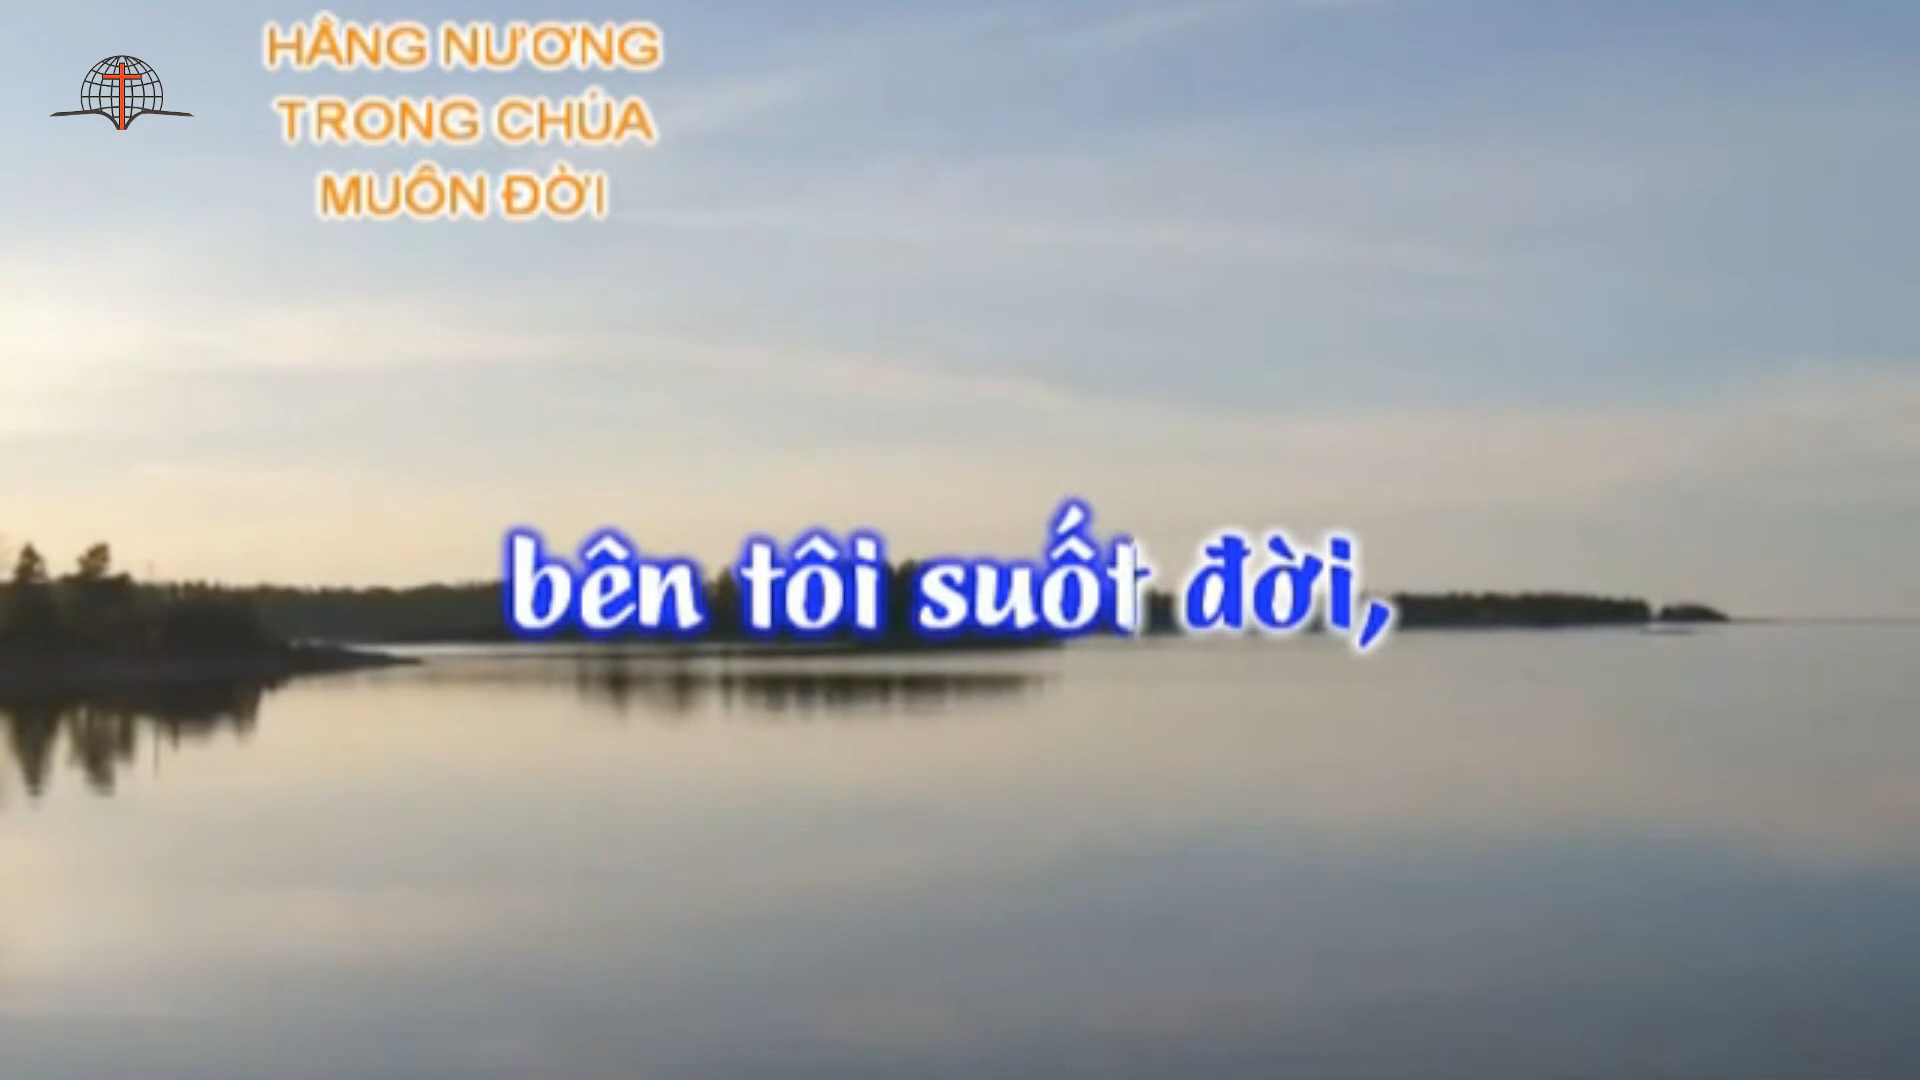 HẰNG NƯƠNG
TRONG CHÚA
MUÔN ĐỜI
bên tôi suốt đời,